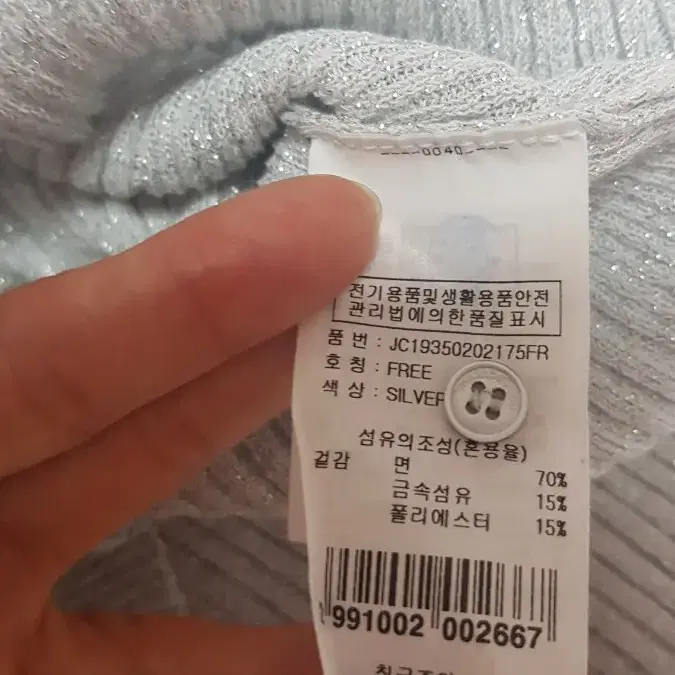 ----0040----
전기용품및생활용품안전
관리법에의한품질표시
품 번 : JC19350202175FR
호 칭 : FREE
색 상 : SILVER
섬유의조성(혼용율)
겉감 면 70%
금속섬유 15%
폴리에스터 15%
991002 002667